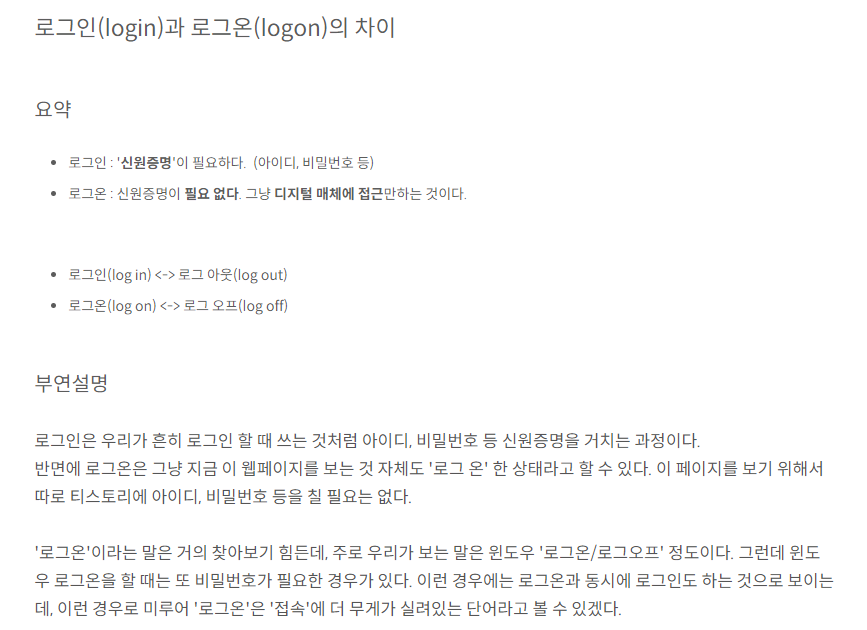 로그인(login)과 로그온(logon)의 차이
요약
로그인 : '신원증명'이 필요하다. (아이디, 비밀번호 등)
로그온 : 신원증명이 필요 없다. 그냥 디지털 매체에 접근만하는 것이다.
로그인(log in) <-> 로그 아웃(log out)
로그온(log on) <-> 로그 오프(log off)
부연설명
로그인은 우리가 흔히 로그인 할 때 쓰는 것처럼 아이디, 비밀번호 등 신원증명을 거치는 과정이다.
반면에 로그온은 그냥 지금 이 웹페이지를 보는 것 자체도 '로그 온' 한 상태라고 할 수 있다. 이 페이지를 보기 위해서
따로 티스토리에 아이디, 비밀번호 등을 칠 필요는 없다.
'로그온'이라는 말은 거의 찾아보기 힘든데, 주로 우리가 보는 말은 윈도우 '로그온/로그오프' 정도이다. 그런데 윈도
우 로그온을 할 때는 또 비밀번호가 필요한 경우가 있다. 이런 경우에는 로그온과 동시에 로그인도 하는 것으로 보이는
데, 이런 경우로 미루어 '로그온'은 '접속'에 더 무게가 실려있는 단어라고 볼 수 있겠다.